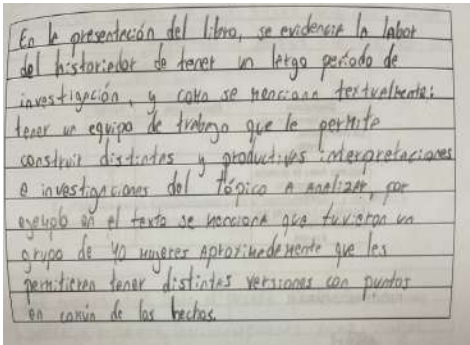 En la presentación del libro, se evidencia la labor
del historiador de tener un largo periodo de
investigación, y como se menciona textualmente:
tener un equipo de trabajo que le permite
construir distintas y productivas interpretaciones
e investigaciones del tópico a analizar, por
ejemplo en el texto se menciona que tuvieron un
grupo de 40 mujeres aproximadamente que les
permitieron tener distintas versiones con puntos
en común de los hechos.